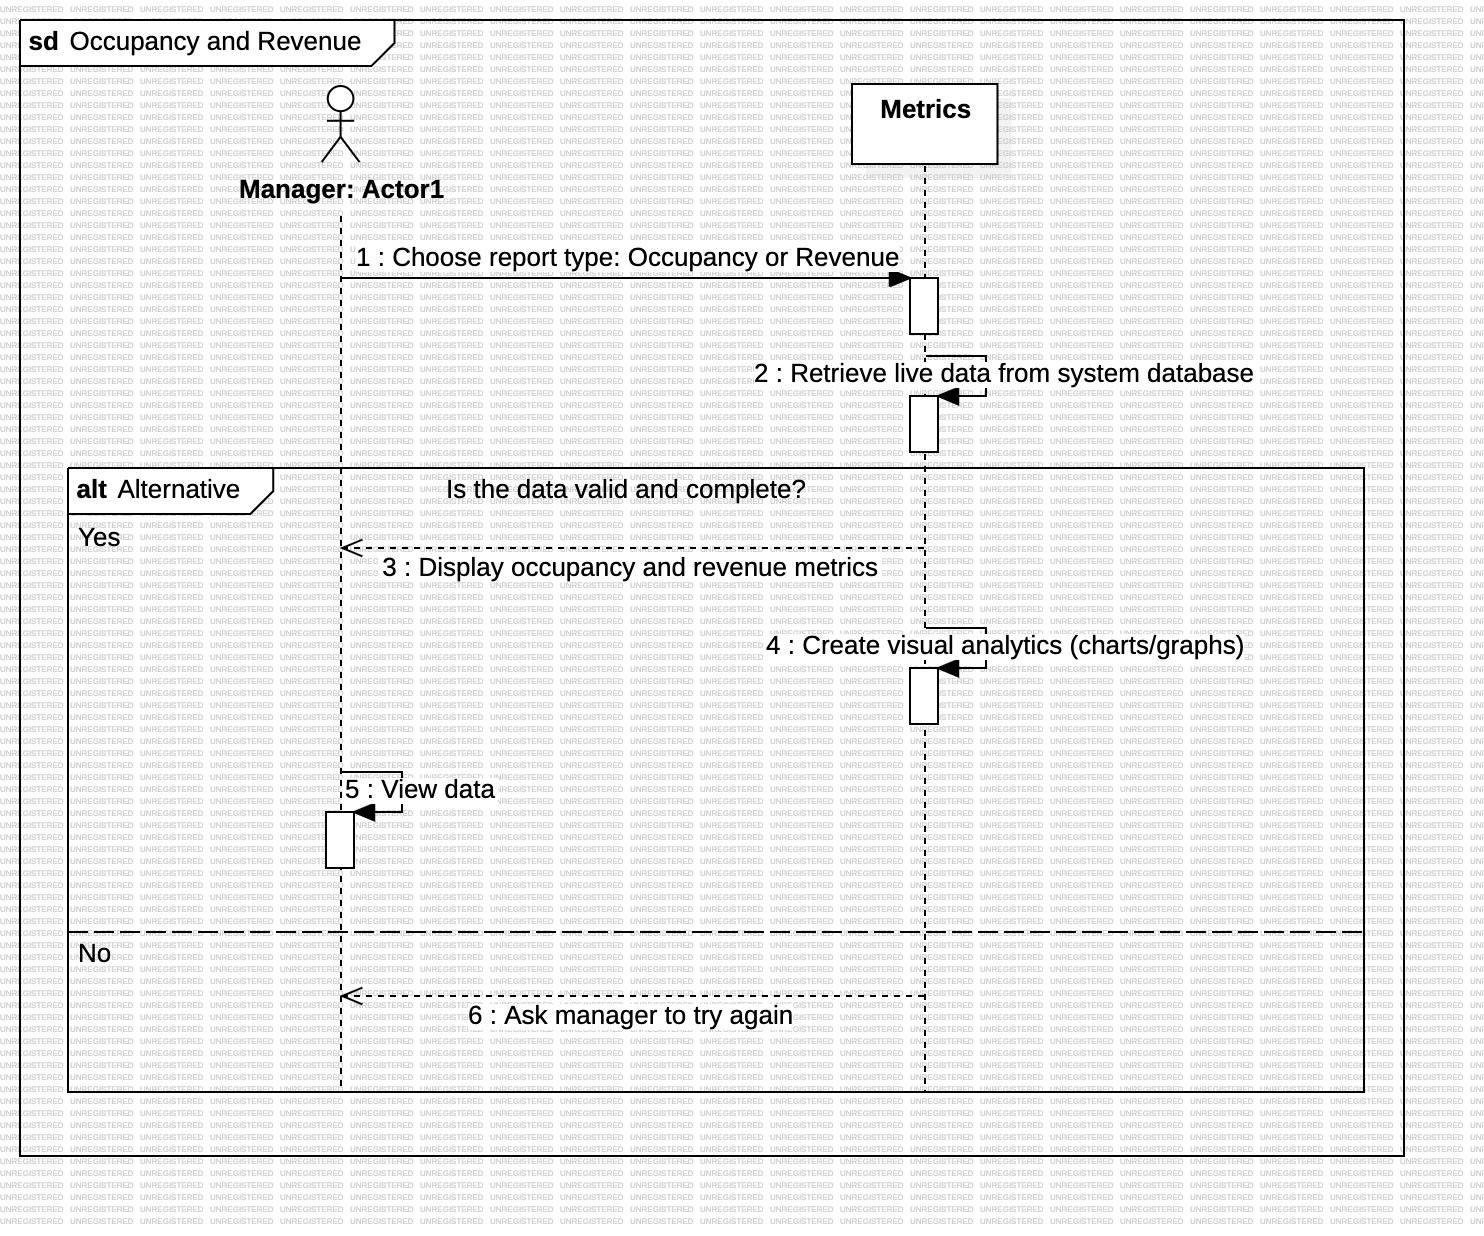 sd Occupancy and Revenue
Metrics
Manager: Actor1
1 : Choose report type: Occupancy or Revenue
2 : Retrieve live data from system database
alt Alternative
Is the data valid and complete?
Yes
3 : Display occupancy and revenue metrics
4 : Create visual analytics (charts/graphs)
5 : View data
No
6 : Ask manager to try again
UNREGISTERED